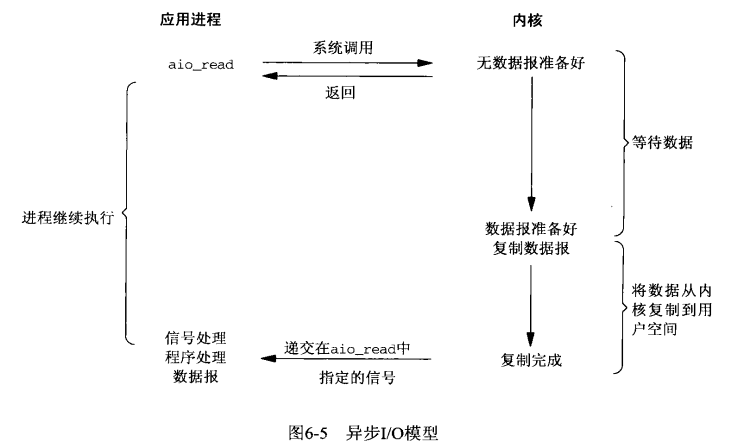 应用进程
内核
系统调用
aio_read
无数据报准备好
返回
等待数据
进程继续执行
数据报准备好
复制数据报
将数据从内
核复制到用
户空间
信号处理
程序处理
数据报
递交在aio_read中
指定的信号
复制完成
图6-5 异步I/O模型